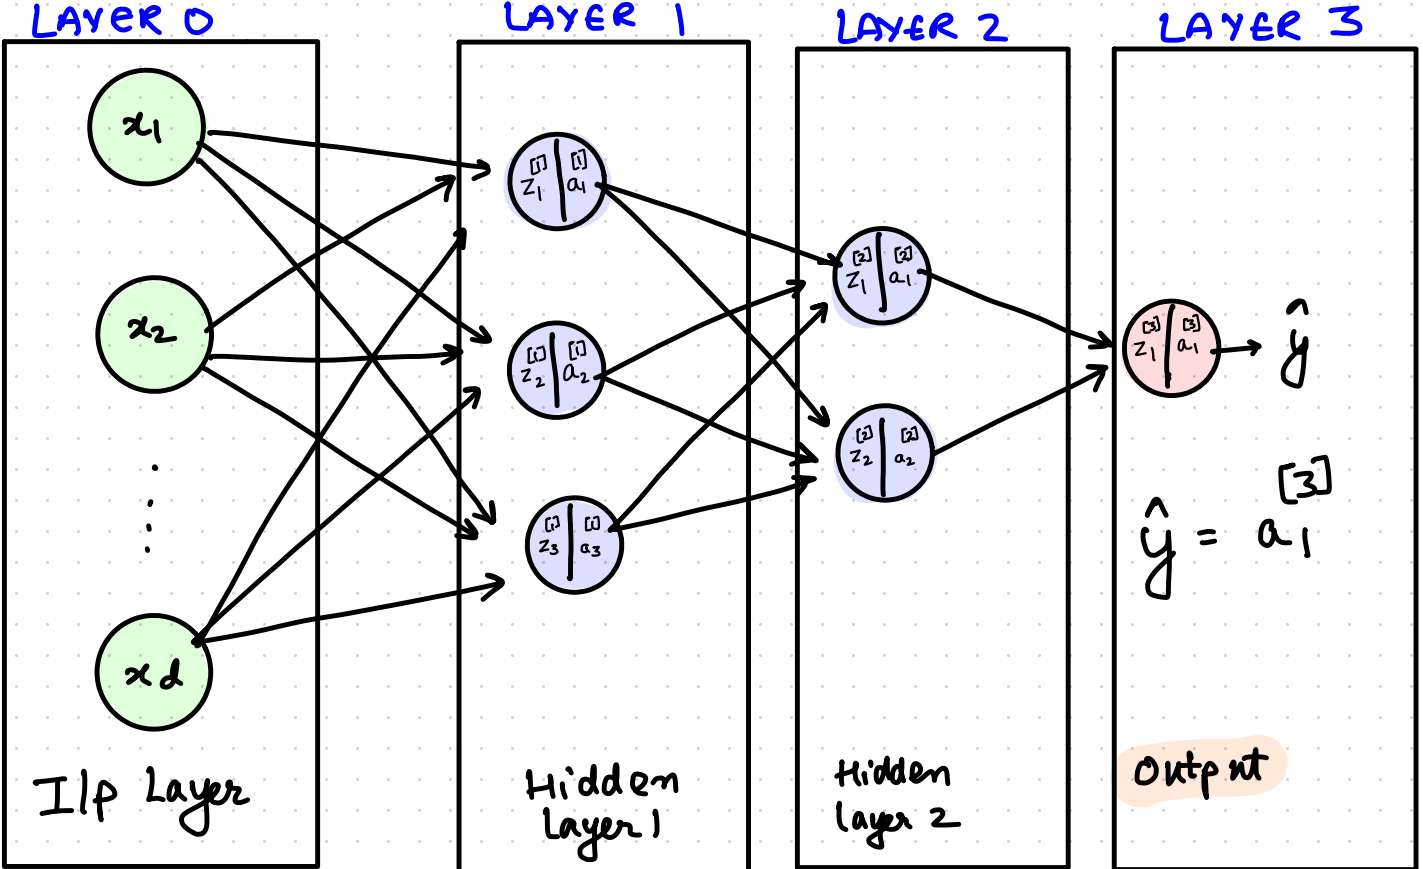 LAYER 0
x1
x2
xd
I/p Layer
LAYER 1
z1[1] a1[1]
z2[1] a2[1]
z3[1] a3[1]
Hidden
Layer 1
LAYER 2
z1[2] a1[2]
z2[2] a2[2]
Hidden
layer 2
LAYER 3
z1[3] a1[3]
ŷ
ŷ = a1[3]
Output